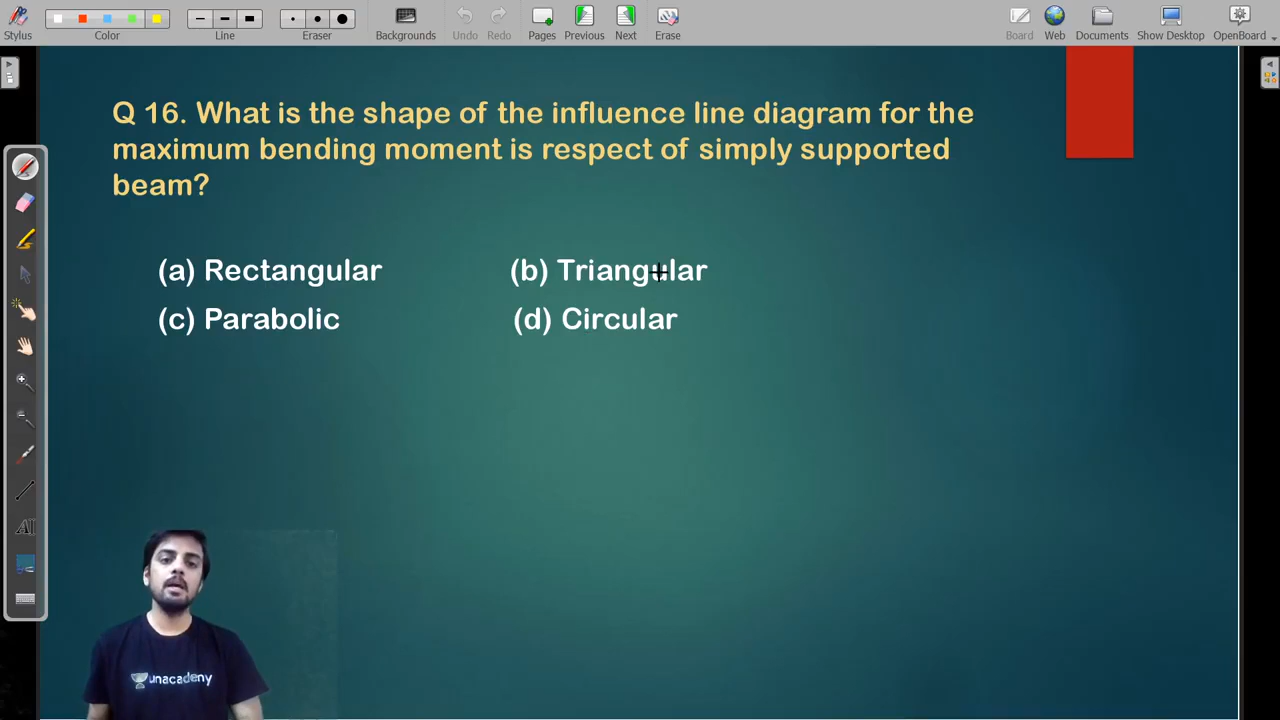 Stylus
Color
Line
Eraser
Backgrounds
Undo
Redo
Pages
Previous
Next
Erase
Board
Web
Documents
Show Desktop
OpenBoard
Q 16. What is the shape of the influence line diagram for the
maximum bending moment is respect of simply supported
beam?
(a) Rectangular (b) Triangular
(c) Parabolic (d) Circular
unacademy